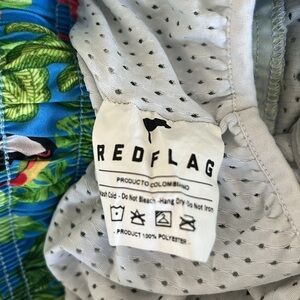 REDFLAG
PRODUCTO COLOMBIANO
Wash Cold - Do Not Bleach - Hang Dry - Do Not Iron
- PRODUCT 100% POLYESTER -